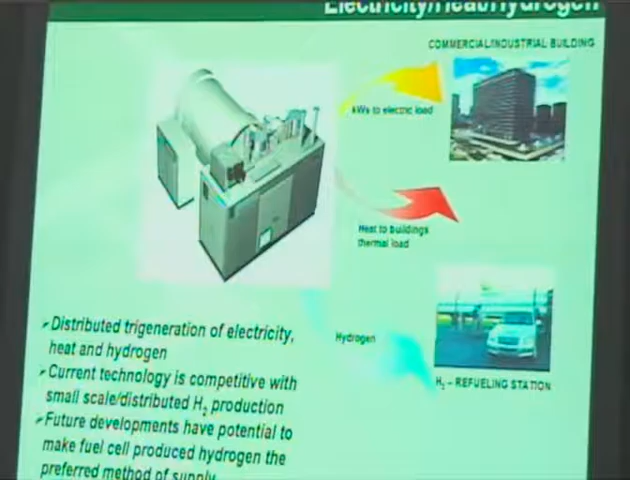 Electricity/Heat/Hydrogen
COMMERCIAL/INDUSTRIAL BUILDING
kWs to electric load
Heat to buildings
thermal load
Hydrogen
H2 – REFUELING STATION
➢Distributed trigeneration of electricity,
heat and hydrogen
➢Current technology is competitive with
small scale/distributed H2 production
➢Future developments have potential to
make fuel cell produced hydrogen the
preferred method of supply